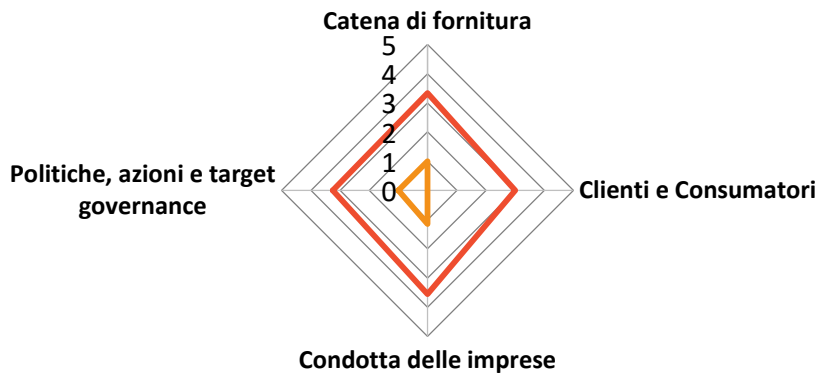 Catena di fornitura
5
4
3
2
1
0
Politiche, azioni e target
governance
Clienti e Consumatori
Condotta delle imprese